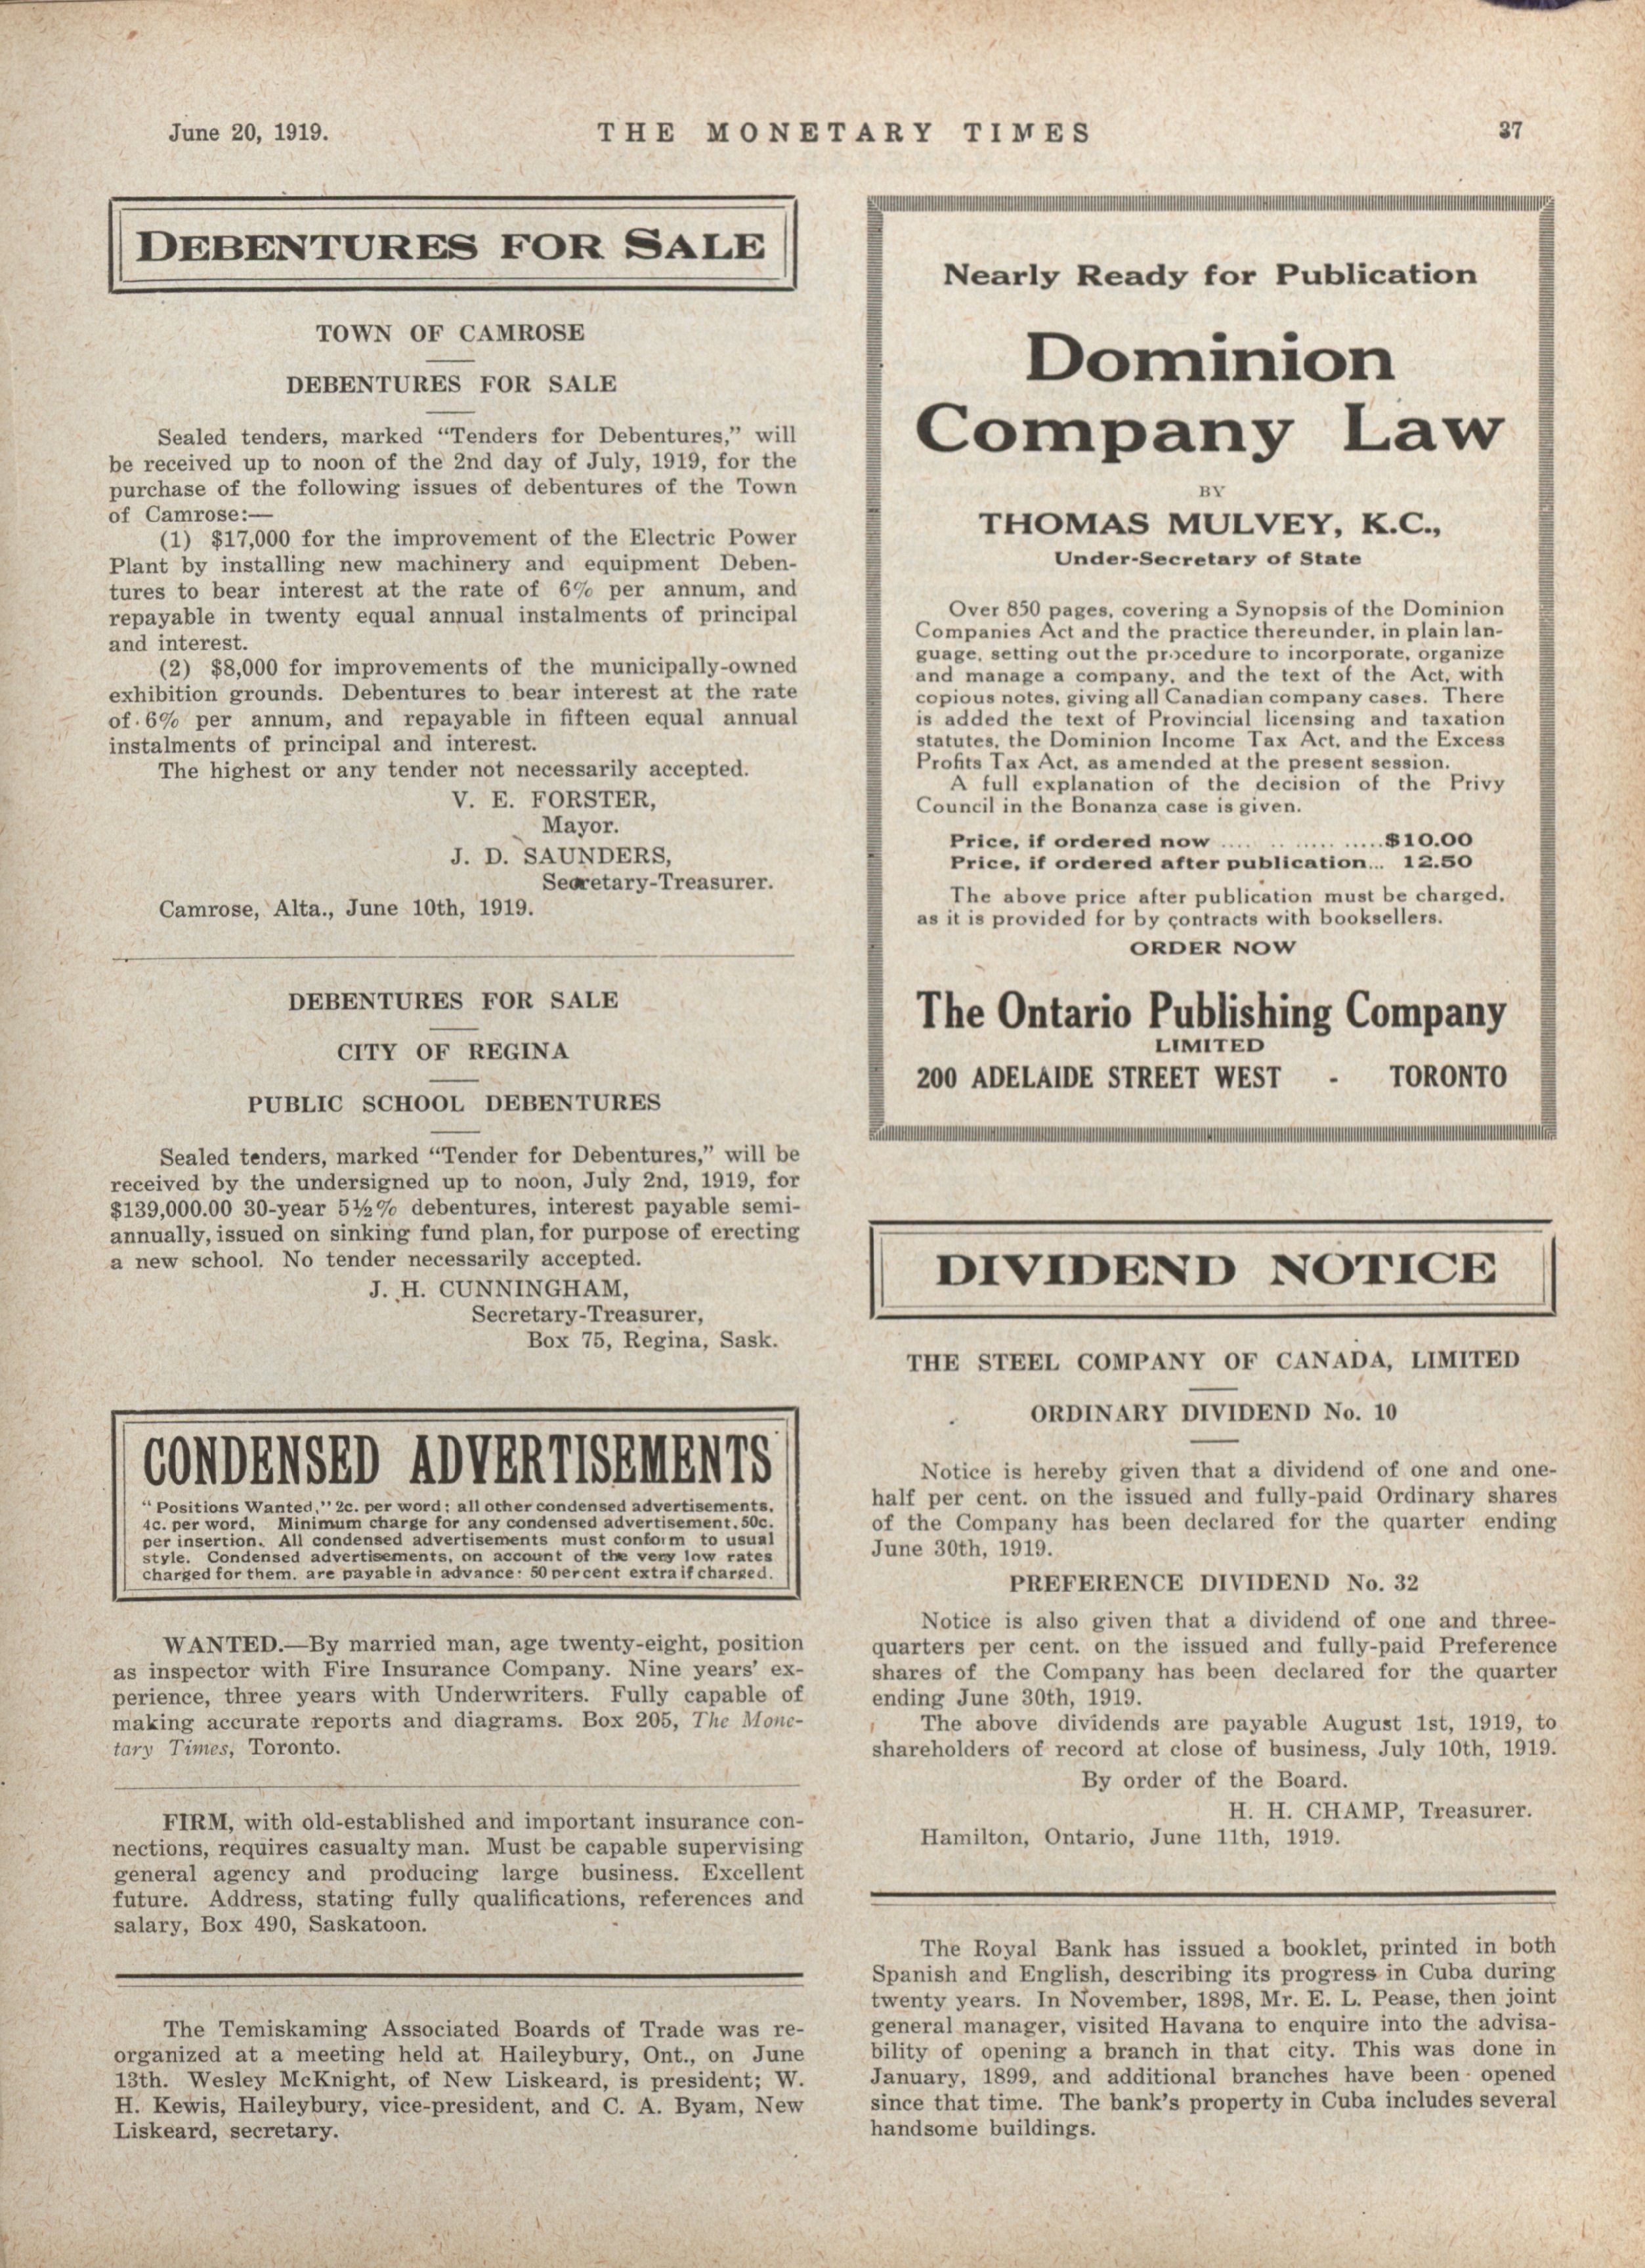 June 20, 1919.
THE MONETARY TIMES
37
DEBENTURES FOR SALE
TOWN OF CAMROSE
DEBENTURES FOR SALE
Sealed tenders, marked “Tenders for Debentures,” will
be received up to noon of the 2nd day of July, 1919, for the
purchase of the following issues of debentures of the Town
of Camrose:—
(1) $17,000 for the improvement of the Electric Power
Plant by installing new machinery and equipment Deben-
tures to bear interest at the rate of 6% per annum, and
repayable in twenty equal annual instalments of principal
and interest.
(2) $8,000 for improvements of the municipally-owned
exhibition grounds. Debentures to bear interest at the rate
of 6% per annum, and repayable in fifteen equal annual
instalments of principal and interest.
The highest or any tender not necessarily accepted.
V. E. FORSTER,
Mayor.
J. D. SAUNDERS,
Secretary-Treasurer.
Camrose, Alta., June 10th, 1919.
DEBENTURES FOR SALE
CITY OF REGINA
PUBLIC SCHOOL DEBENTURES
Sealed tenders, marked “Tender for Debentures,” will be
received by the undersigned up to noon, July 2nd, 1919, for
$139,000.00 30-year 5½% debentures, interest payable semi-
annually, issued on sinking fund plan, for purpose of erecting
a new school. No tender necessarily accepted.
J. H. CUNNINGHAM,
Secretary-Treasurer,
Box 75, Regina, Sask.
CONDENSED ADVERTISEMENTS
“Positions Wanted,” 2c. per word; all other condensed advertisements,
4c. per word. Minimum charge for any condensed advertisement, 50c.
per insertion. All condensed advertisements must conform to usual
style. Condensed advertisements, on account of the very low rates
charged for them, are payable in advance; 50 per cent extra if charged.
WANTED.—By married man, age twenty-eight, position
as inspector with Fire Insurance Company. Nine years' ex-
perience, three years with Underwriters. Fully capable of
making accurate reports and diagrams. Box 205, The Mone-
tary Times, Toronto.
FIRM, with old-established and important insurance con-
nections, requires casualty man. Must be capable supervising
general agency and producing large business. Excellent
future. Address, stating fully qualifications, references and
salary, Box 490, Saskatoon.
The Temiskaming Associated Boards of Trade was re-
organized at a meeting held at Haileybury, Ont., on June
13th. Wesley McKnight, of New Liskeard, is president; W.
H. Kewis, Haileybury, vice-president, and C. A. Byam, New
Liskeard, secretary.
Nearly Ready for Publication
Dominion
Company Law
BY
THOMAS MULVEY, K.C.,
Under-Secretary of State
Over 850 pages, covering a Synopsis of the Dominion
Companies Act and the practice thereunder, in plain lan-
guage, setting out the procedure to incorporate, organize
and manage a company, and the text of the Act, with
copious notes, giving all Canadian company cases. There
is added the text of Provincial licensing and taxation
statutes, the Dominion Income Tax Act, and the Excess
Profits Tax Act, as amended at the present session.
A full explanation of the decision of the Privy
Council in the Bonanza case is given.
Price, if ordered now .... .. ..... .....$10.00
Price, if ordered after publication... 12.50
The above price after publication must be charged,
as it is provided for by contracts with booksellers.
ORDER NOW
The Ontario Publishing Company
LIMITED
200 ADELAIDE STREET WEST - TORONTO
DIVIDEND NOTICE
THE STEEL COMPANY OF CANADA, LIMITED
ORDINARY DIVIDEND No. 10
Notice is hereby given that a dividend of one and one-
half per cent. on the issued and fully-paid Ordinary shares
of the Company has been declared for the quarter ending
June 30th, 1919.
PREFERENCE DIVIDEND No. 32
Notice is also given that a dividend of one and three-
quarters per cent. on the issued and fully-paid Preference
shares of the Company has been declared for the quarter
ending June 30th, 1919.
The above dividends are payable August 1st, 1919, to
shareholders of record at close of business, July 10th, 1919.
By order of the Board.
H. H. CHAMP, Treasurer.
Hamilton, Ontario, June 11th, 1919.
The Royal Bank has issued a booklet, printed in both
Spanish and English, describing its progress in Cuba during
twenty years. In November, 1898, Mr. E. L. Pease, then joint
general manager, visited Havana to enquire into the advisa-
bility of opening a branch in that city. This was done in
January, 1899, and additional branches have been opened
since that time. The bank's property in Cuba includes several
handsome buildings.